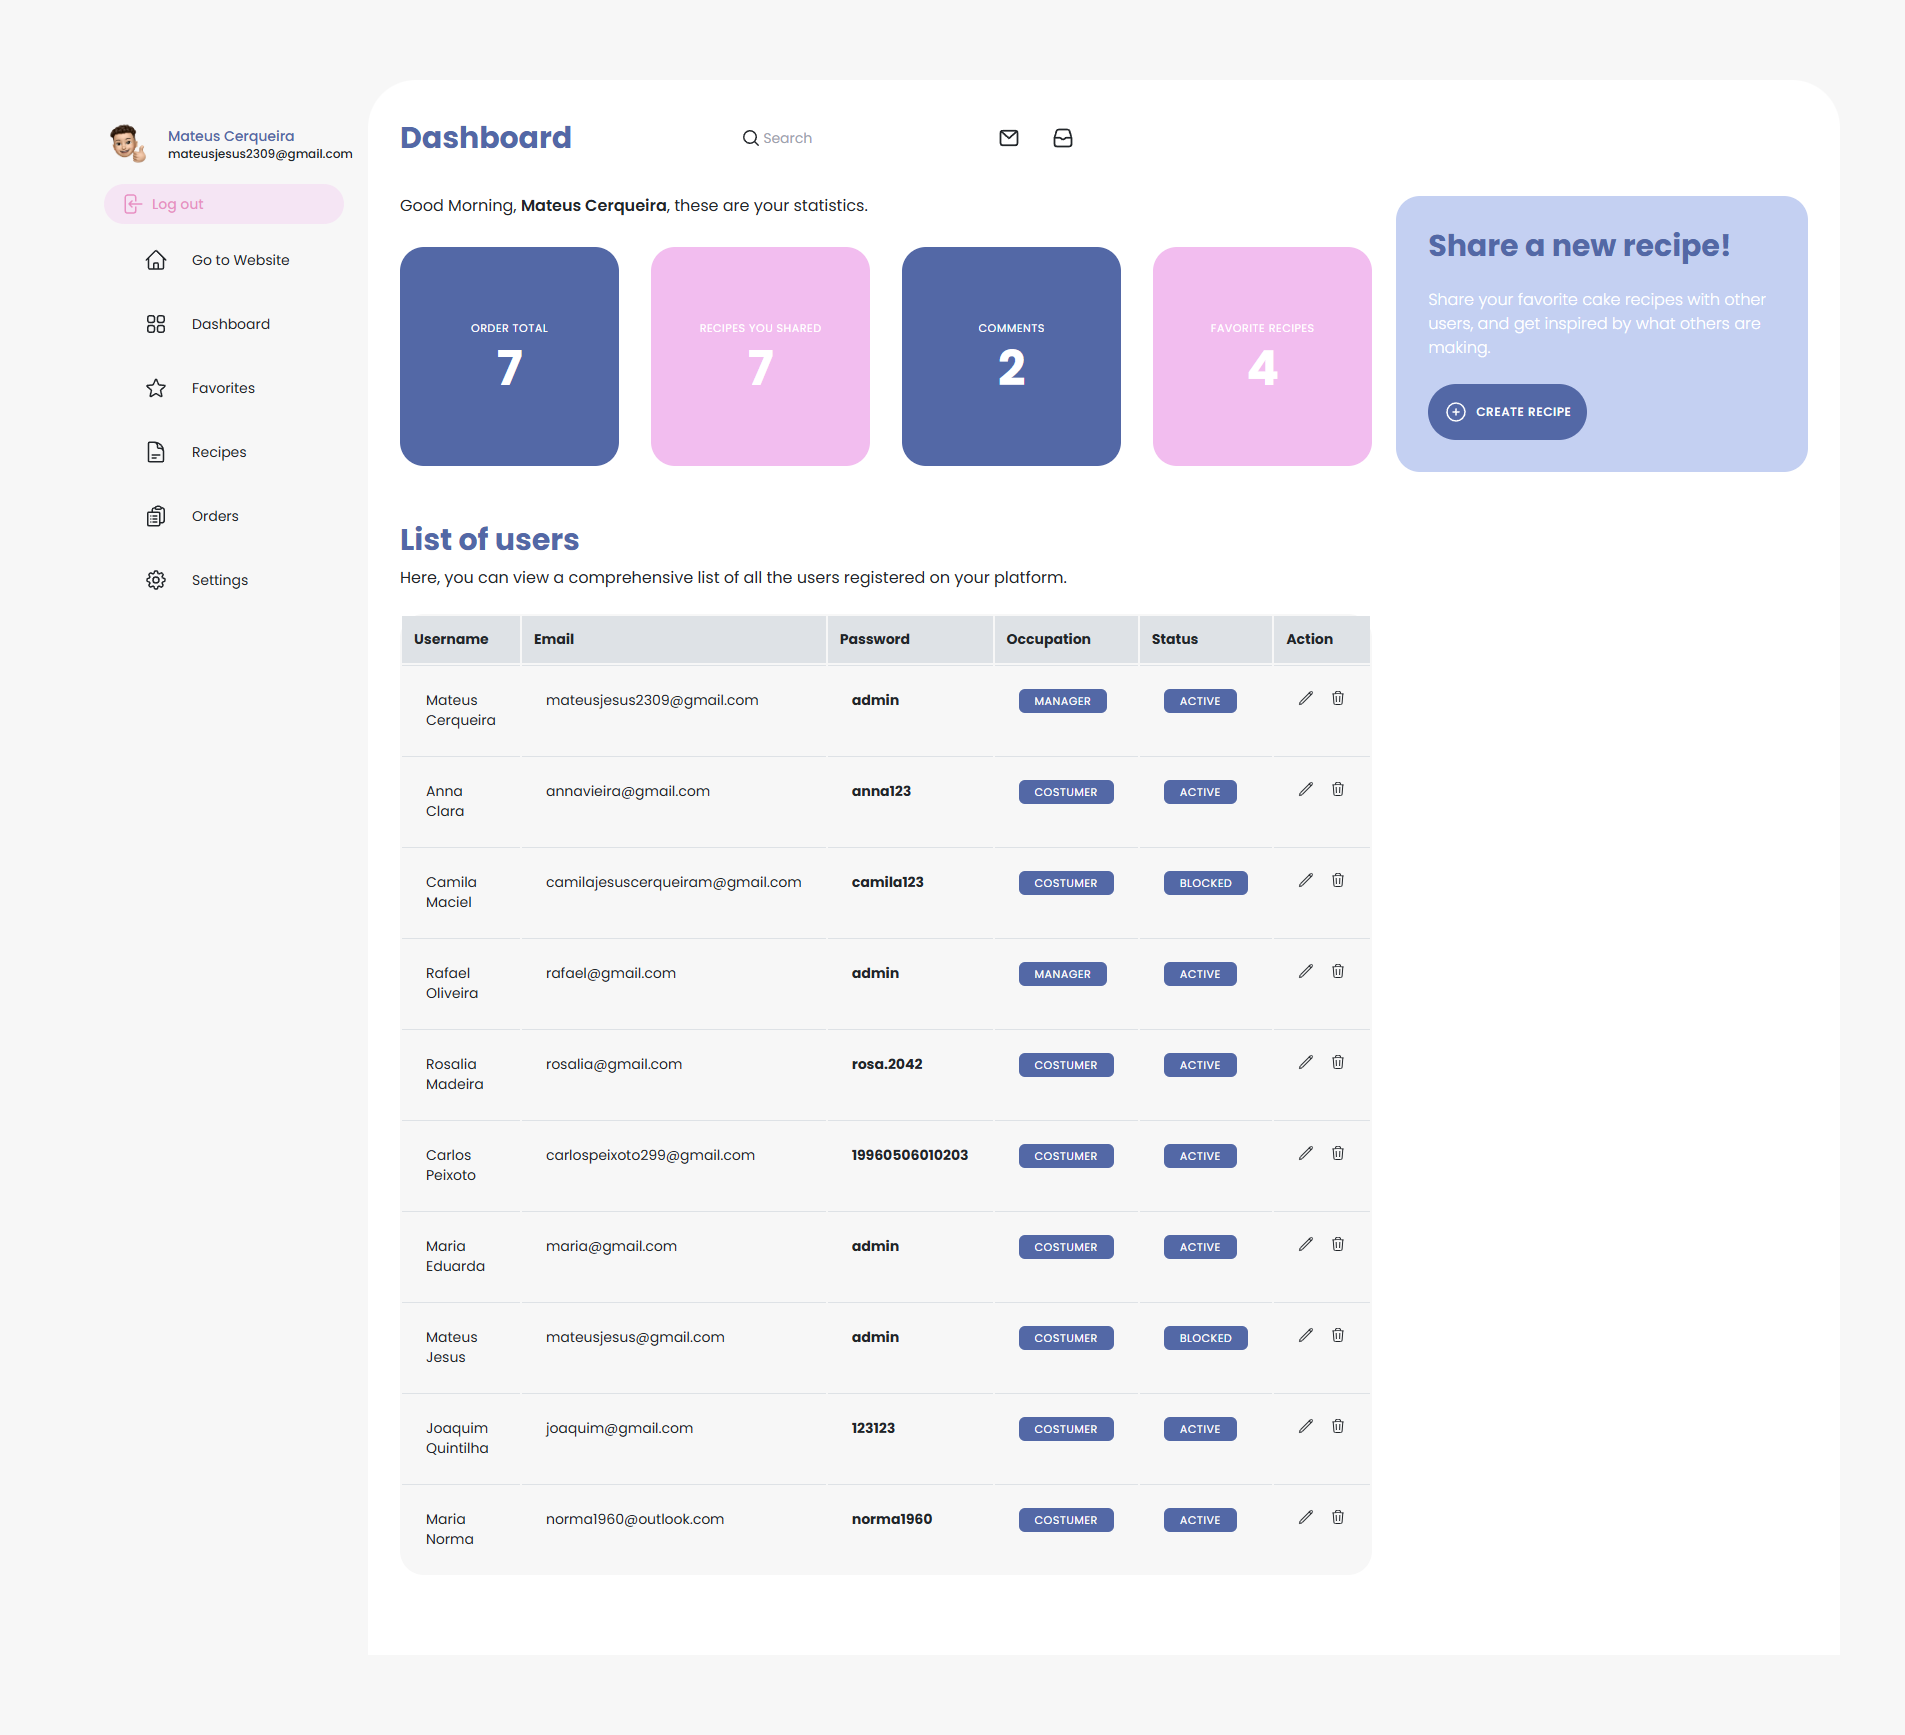 Mateus Cerqueira
mateusjesus2309@gmail.com
Log out
Go to Website
Dashboard
Favorites
Recipes
Orders
Settings
Dashboard
Search
Good Morning, Mateus Cerqueira, these are your statistics.
ORDER TOTAL
7
RECIPES YOU SHARED
7
COMMENTS
2
FAVORITE RECIPES
4
Share a new recipe!
Share your favorite cake recipes with other
users, and get inspired by what others are
making.
CREATE RECIPE
List of users
Here, you can view a comprehensive list of all the users registered on your platform.
Username Email Password Occupation Status Action
Mateus mateusjesus2309@gmail.com admin MANAGER ACTIVE
Cerqueira
Anna annavieira@gmail.com anna123 COSTUMER ACTIVE
Clara
Camila camilajesuscerqueiram@gmail.com camila123 COSTUMER BLOCKED
Maciel
Rafael rafael@gmail.com admin MANAGER ACTIVE
Oliveira
Rosalia rosalia@gmail.com rosa.2042 COSTUMER ACTIVE
Madeira
Carlos carlospeixoto299@gmail.com 19960506010203 COSTUMER ACTIVE
Peixoto
Maria maria@gmail.com admin COSTUMER ACTIVE
Eduarda
Mateus mateusjesus@gmail.com admin COSTUMER BLOCKED
Jesus
Joaquim joaquim@gmail.com 123123 COSTUMER ACTIVE
Quintilha
Maria norma1960@outlook.com norma1960 COSTUMER ACTIVE
Norma